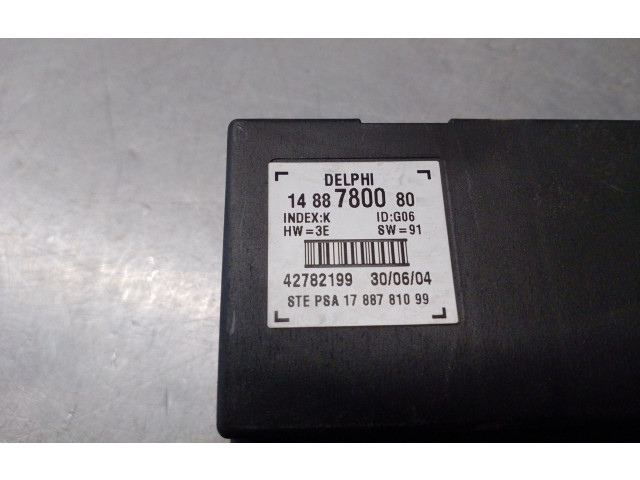 DELPHI
14 88 7800 80
INDEX:K ID:G06
HW=3E SW=91
42782199 30/06/04
STE PSA 17 887 810 99